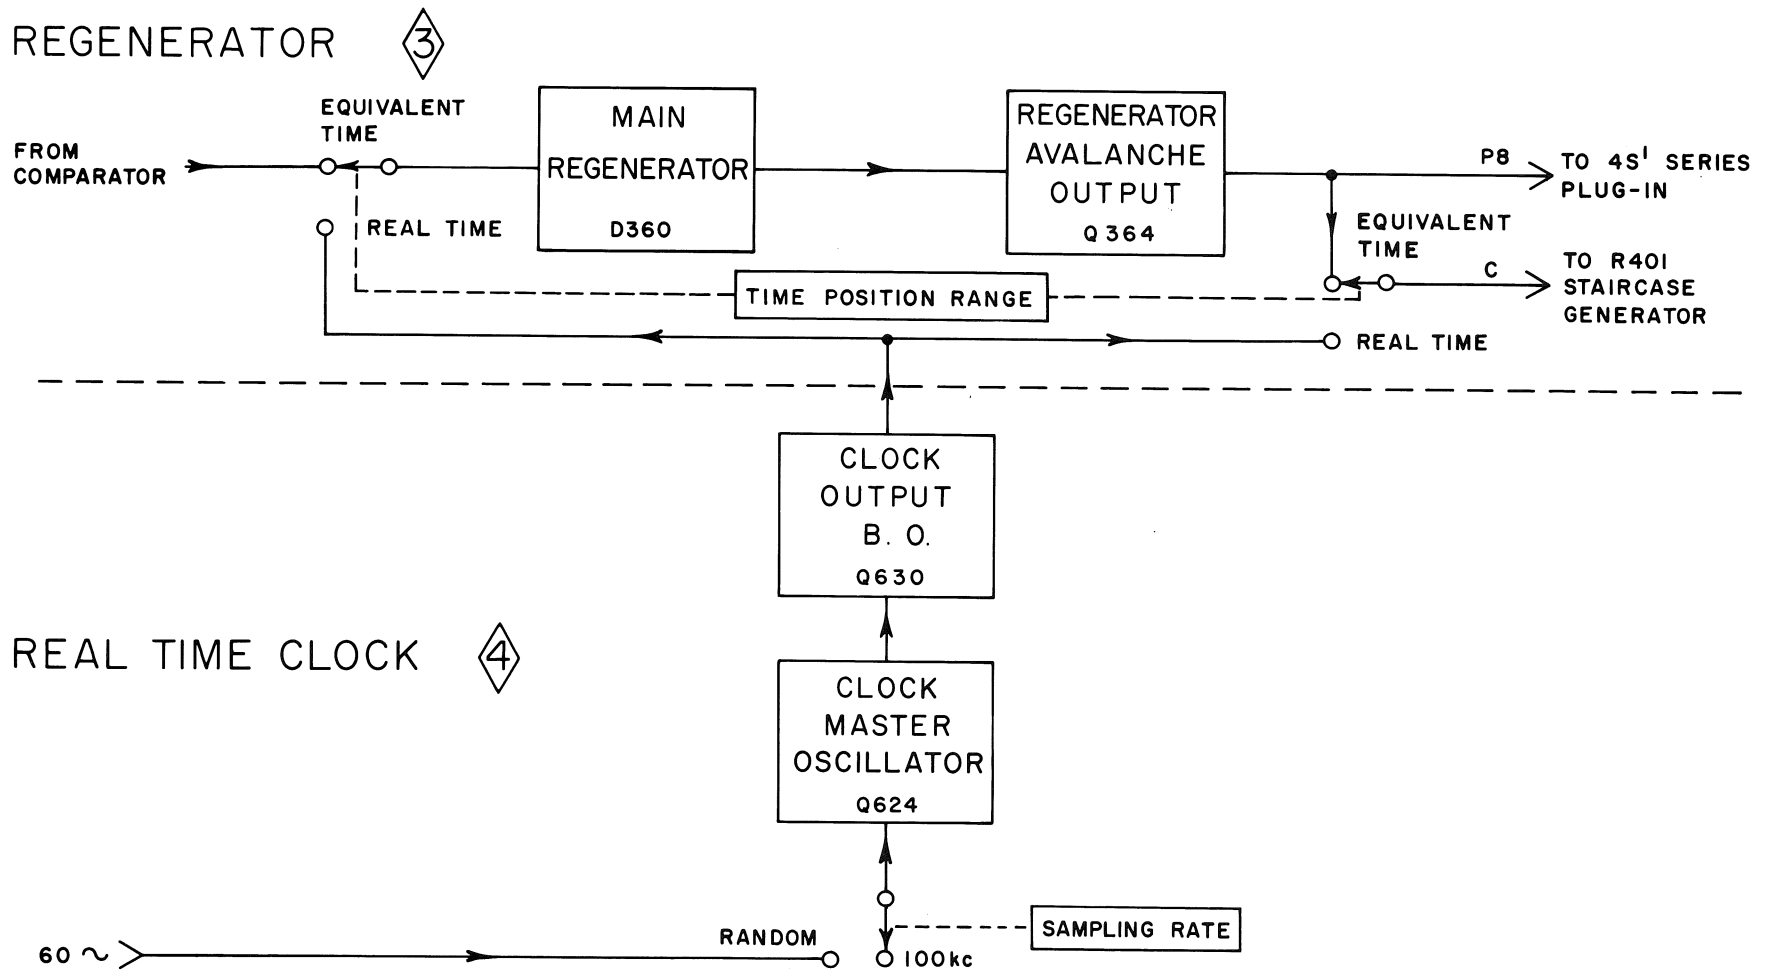 REGENERATOR 3
EQUIVALENT
TIME
FROM
COMPARATOR
REAL TIME
MAIN
REGENERATOR
D360
REGENERATOR
AVALANCHE
OUTPUT
Q364
P8
TO 4S' SERIES
PLUG-IN
EQUIVALENT
TIME
C
TO R401
STAIRCASE
GENERATOR
TIME POSITION RANGE
REAL TIME
CLOCK
OUTPUT
B. O.
Q630
REAL TIME CLOCK 4
CLOCK
MASTER
OSCILLATOR
Q624
SAMPLING RATE
RANDOM
60 ~
100kc